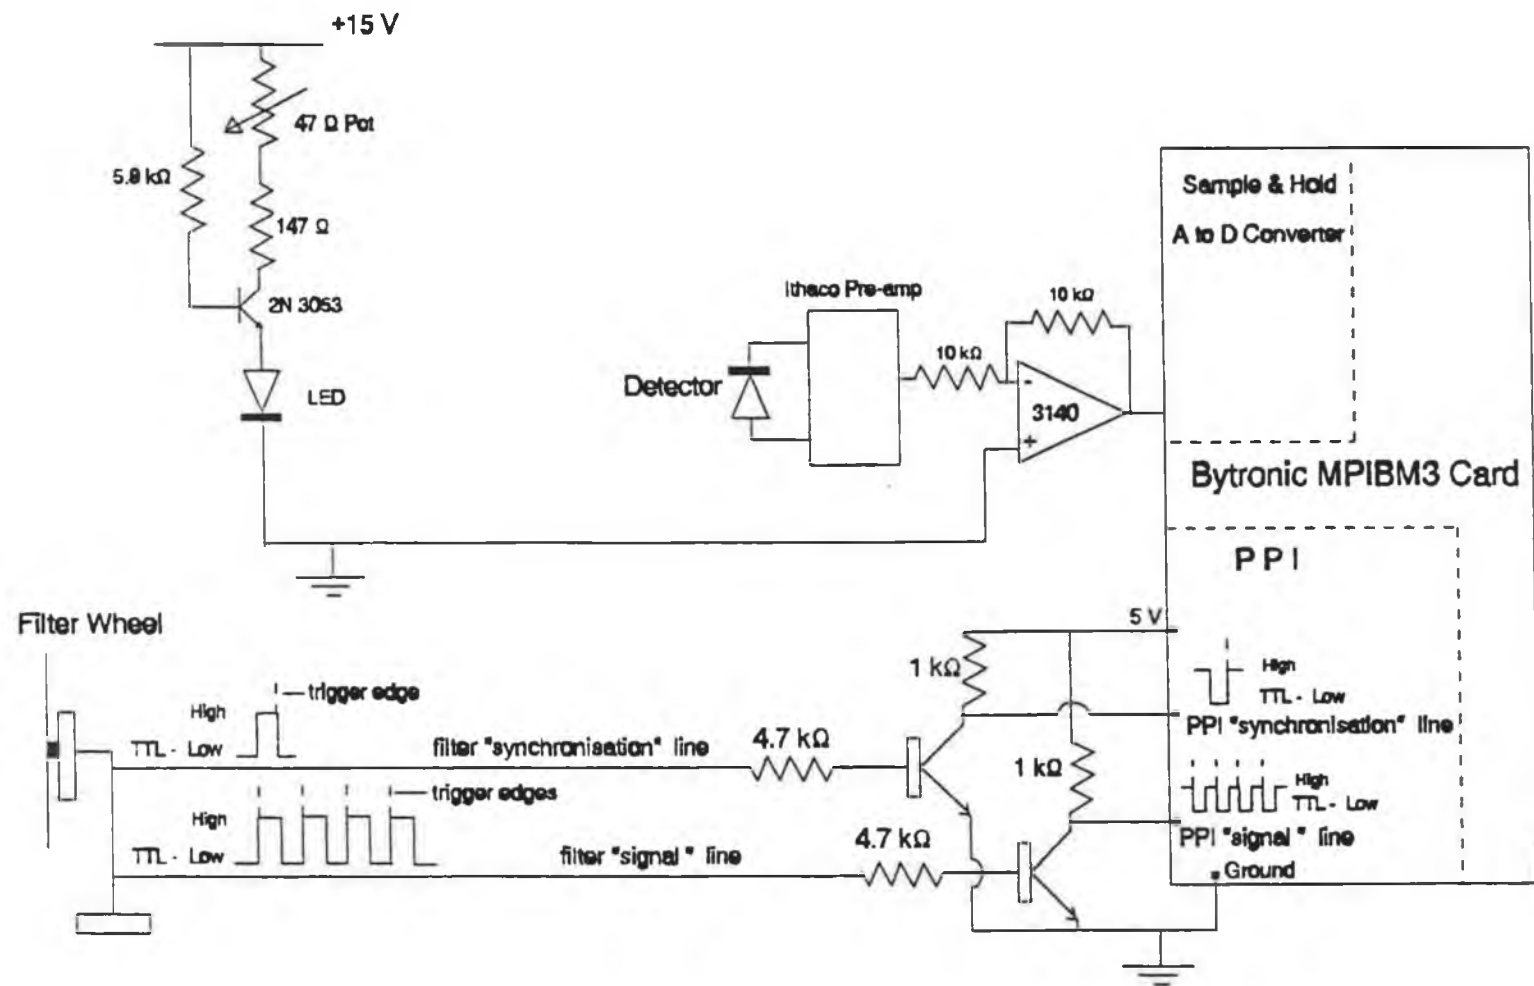 +15 V
47 Ω Pot
5.9 kΩ
147 Ω
2N 3053
LED
Sample & Hold
A to D Converter
Ithaco Pre-amp
10 kΩ
10 kΩ
Detector
-
3140
+
Bytronic MPIBM3 Card
P P I
5 V
Filter Wheel
1 kΩ
High
TTL - Low
trigger edge
High
TTL - Low
filter "synchronisation" line
4.7 kΩ
PPI "synchronisation" line
1 kΩ
trigger edges
High
TTL - Low
High
TTL - Low
filter "signal " line
4.7 kΩ
PPI "signal " line
Ground